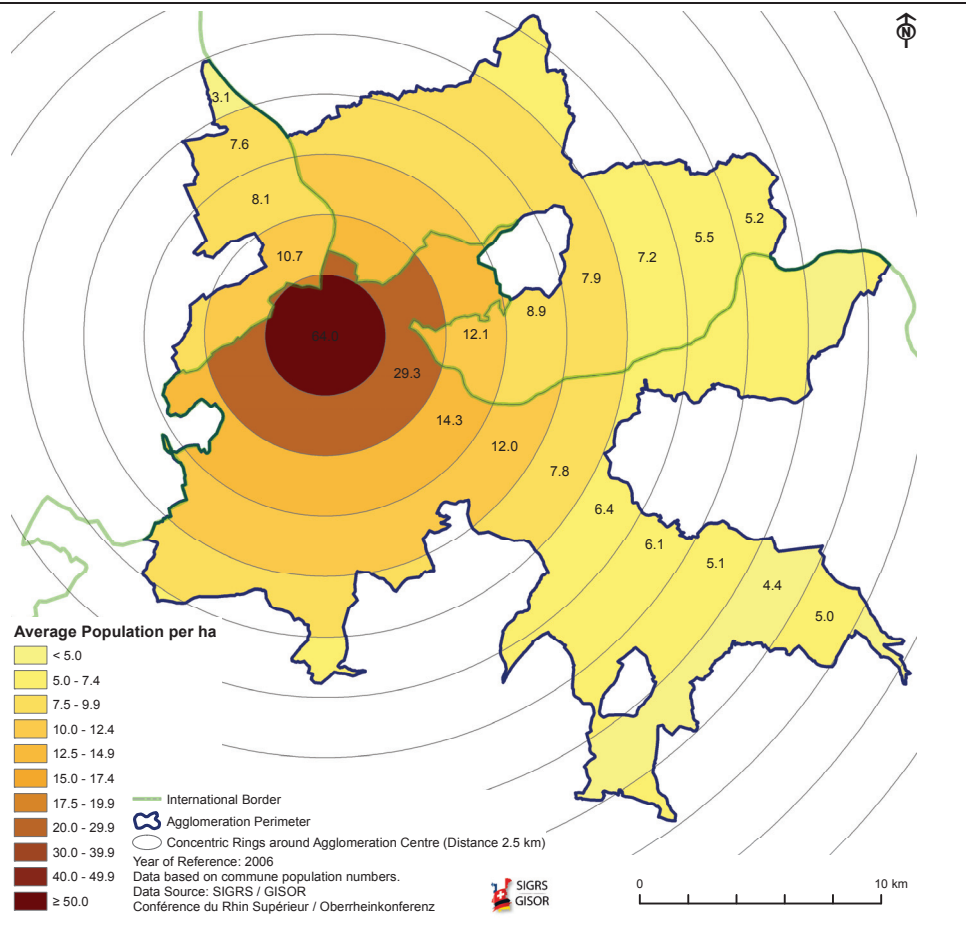 N
3.1
7.6
8.1
10.7
5.2
5.5
7.2
7.9
8.9
12.1
29.3
14.3
12.0
7.8
6.4
6.1
5.1
4.4
5.0
Average Population per ha
< 5.0
5.0 - 7.4
7.5 - 9.9
10.0 - 12.4
12.5 - 14.9
15.0 - 17.4
17.5 - 19.9
20.0 - 29.9
30.0 - 39.9
40.0 - 49.9
≥ 50.0
International Border
Agglomeration Perimeter
Concentric Rings around Agglomeration Centre (Distance 2.5 km)
Year of Reference: 2006
Data based on commune population numbers.
Data Source: SIGRS / GISOR
Conférence du Rhin Supérieur / Oberrheinkonferenz
SIGRS
GISOR
0 10 km